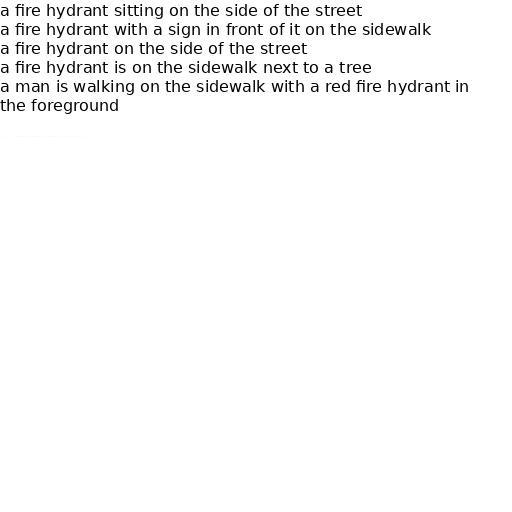 a fire hydrant sitting on the side of the street
a fire hydrant with a sign in front of it on the sidewalk
a fire hydrant on the side of the street
a fire hydrant is on the sidewalk next to a tree
a man is walking on the sidewalk with a red fire hydrant in
the foreground